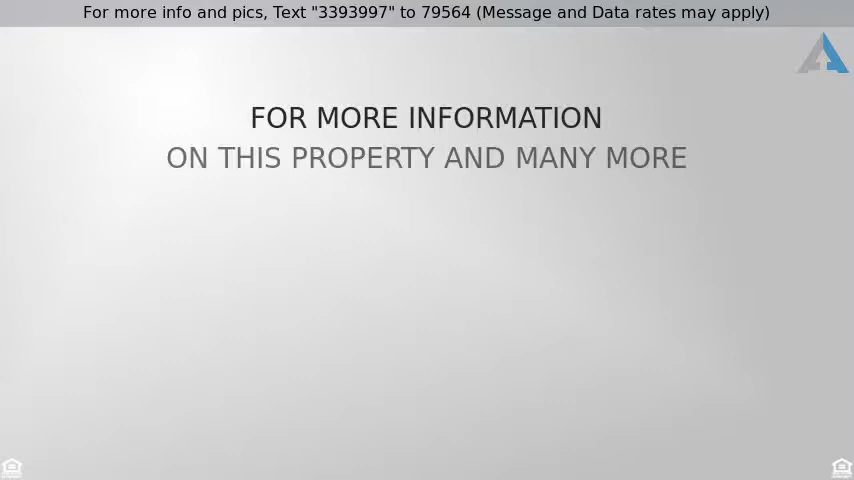 For more info and pics, Text "3393997" to 79564 (Message and Data rates may apply)
FOR MORE INFORMATION
ON THIS PROPERTY AND MANY MORE